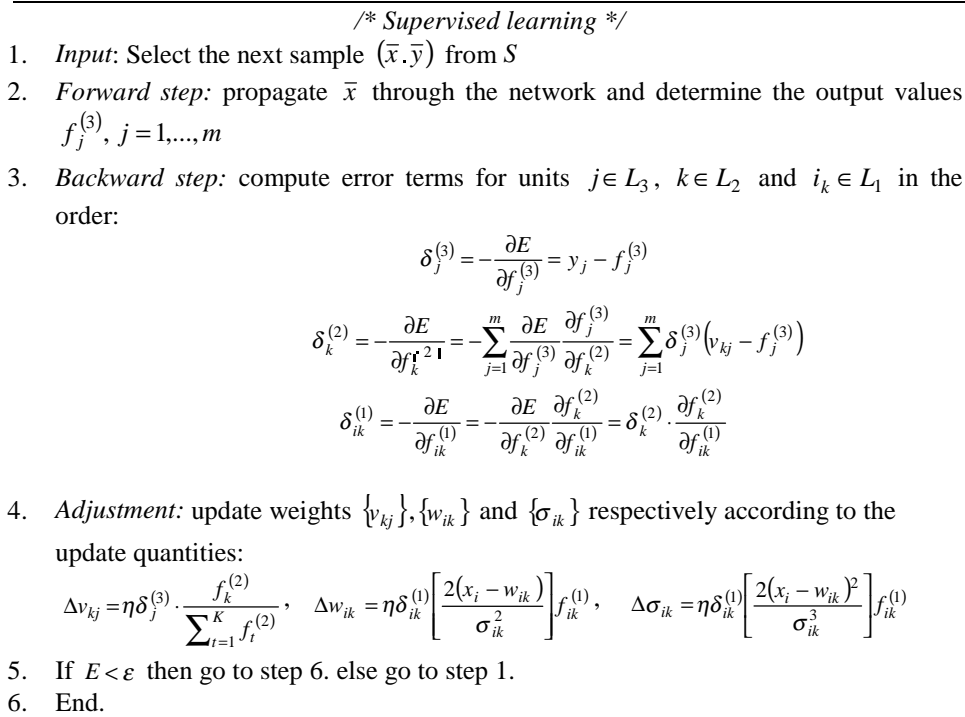 /* Supervised learning */
1. Input: Select the next sample (x̅.y̅) from S
2. Forward step: propagate x̅ through the network and determine the output values
f_j^(3), j = 1,...,m
3. Backward step: compute error terms for units j∈L_3, k∈L_2 and i_k∈L_1 in the
order:
δ_j^(3) = −∂E/∂f_j^(3) = y_j − f_j^(3)
δ_k^(2) = −∂E/∂f_k^(2) = −∑_{j=1}^m ∂E/∂f_j^(3) ∂f_j^(3)/∂f_k^(2) = ∑_{j=1}^m δ_j^(3) (v_kj − f_j^(3))
δ_ik^(1) = −∂E/∂f_ik^(1) = −∂E/∂f_k^(2) ∂f_k^(2)/∂f_ik^(1) = δ_k^(2) · ∂f_k^(2)/∂f_ik^(1)
4. Adjustment: update weights {v_kj}, {w_ik} and {σ_ik} respectively according to the
update quantities:
Δv_kj = ηδ_j^(3) · f_k^(2)/∑_{t=1}^K f_t^(2), Δw_ik = ηδ_ik^(1) [2(x_i − w_ik)/σ_ik^2] f_ik^(1), Δσ_ik = ηδ_ik^(1) [2(x_i − w_ik)^2/σ_ik^3] f_ik^(1)
5. If E < ε then go to step 6. else go to step 1.
6. End.